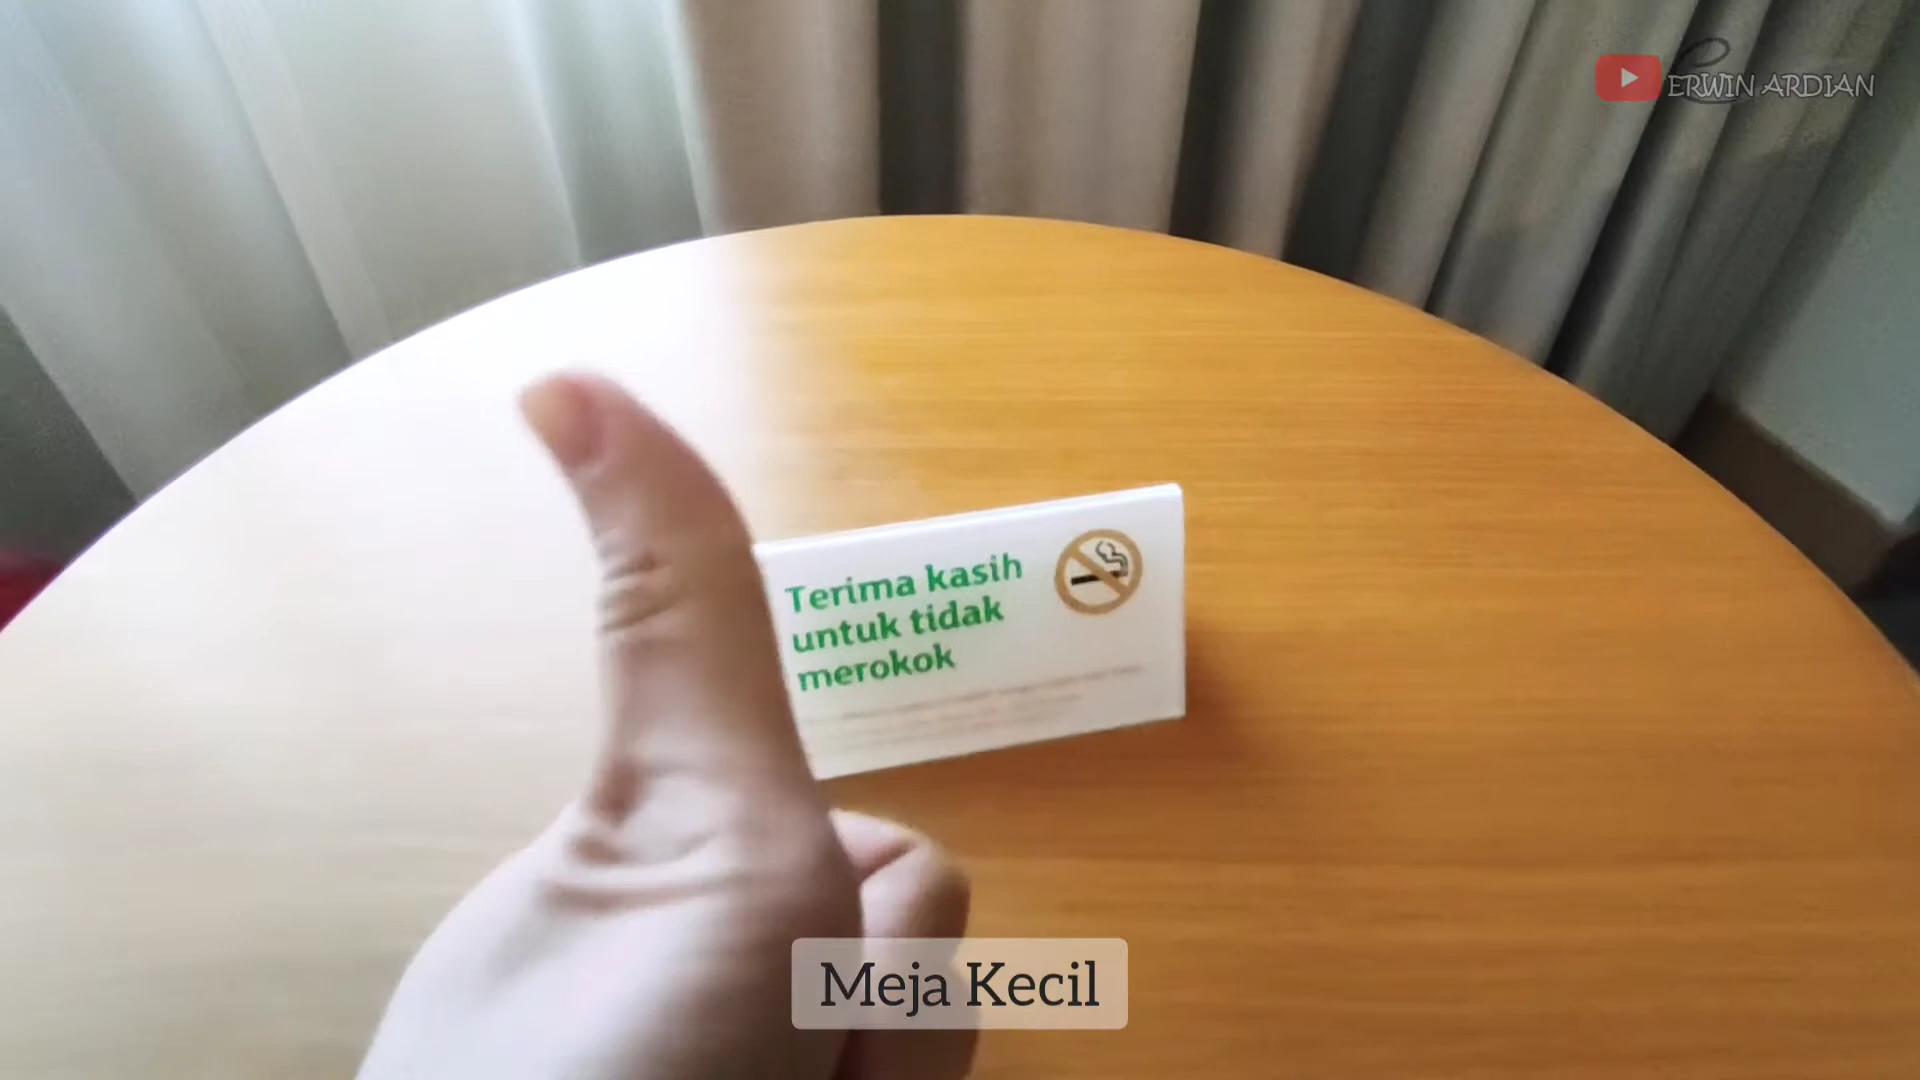 ERWIN ARDIAN
Terima kasih
untuk tidak
merokok
Meja Kecil